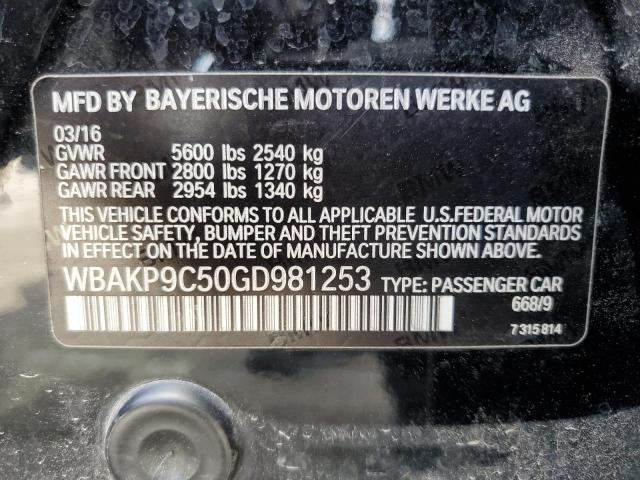 MFD BY BAYERISCHE MOTOREN WERKE AG
03/16
GVWR 5600 lbs 2540 kg
GAWR FRONT 2800 lbs 1270 kg
GAWR REAR 2954 lbs 1340 kg
THIS VEHICLE CONFORMS TO ALL APPLICABLE U.S.FEDERAL MOTOR
VEHICLE SAFETY, BUMPER AND THEFT PREVENTION STANDARDS
IN EFFECT ON THE DATE OF MANUFACTURE SHOWN ABOVE.
WBAKP9C50GD981253 TYPE: PASSENGER CAR
668/9
7315814